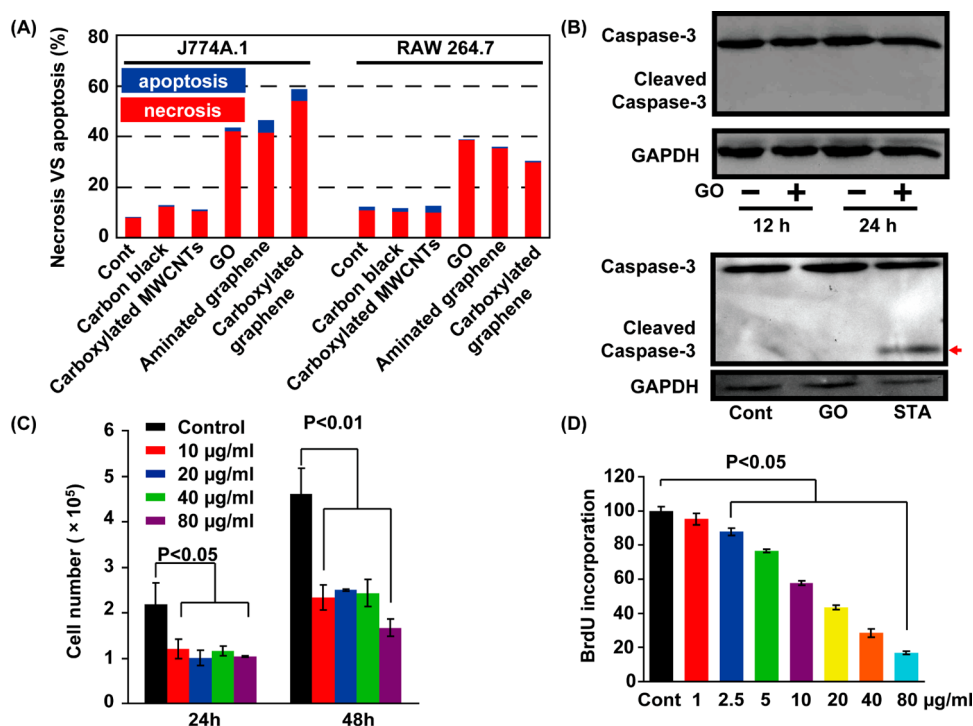 (A)
Necrosis VS apoptosis (%)
80
60
40
20
0
J774A.1
RAW 264.7
apoptosis
necrosis
Cont
Carbon black
Carboxylated MWCNTs
GO
Aminated graphene
Carboxylated
graphene
Cont
Carbon black
Carboxylated MWCNTs
GO
Aminated graphene
Carboxylated
graphene
(B)
Caspase-3
Cleaved
Caspase-3
GAPDH
GO − + − +
12 h 24 h
Caspase-3
Cleaved
Caspase-3
GAPDH
Cont GO STA
(C)
Cell number ( × 10⁵)
6
5
4
3
2
1
0
Control
10 μg/ml
20 μg/ml
40 μg/ml
80 μg/ml
P<0.05
P<0.01
24h 48h
(D)
BrdU incorporation
120
100
80
60
40
20
0
P<0.05
Cont 1 2.5 5 10 20 40 80 μg/ml